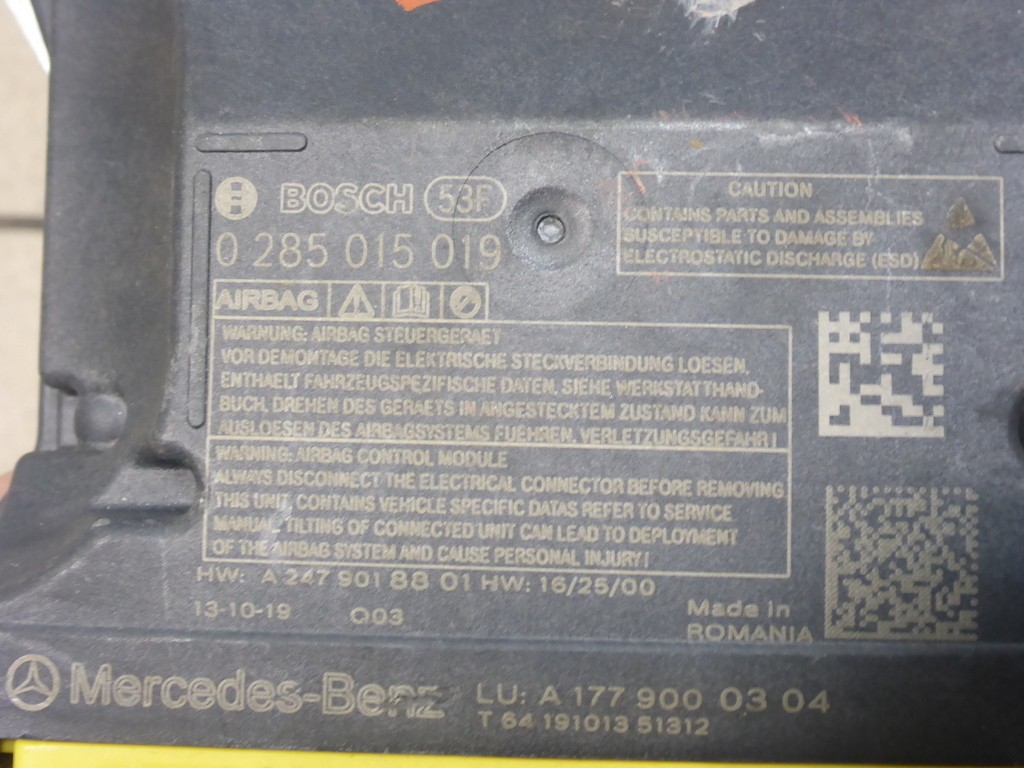 BOSCH 53F
0 285 015 019
CAUTION
CONTAINS PARTS AND ASSEMBLIES
SUSCEPTIBLE TO DAMAGE BY
ELECTROSTATIC DISCHARGE (ESD)
AIRBAG
WARNUNG: AIRBAG STEUERGERAET
VOR DEMONTAGE DIE ELEKTRISCHE STECKVERBINDUNG LOESEN.
ENTHAELT FAHRZEUGSPEZIFISCHE DATEN, SIEHE WERKSTATTHAND-
BUCH. DREHEN DES GERAETS IN ANGESTECKTEM ZUSTAND KANN ZUM
AUSLOESEN DES AIRBAGSYSTEMS FUEHREN. VERLETZUNGSGEFAHR!
WARNING: AIRBAG CONTROL MODULE
ALWAYS DISCONNECT THE ELECTRICAL CONNECTOR BEFORE REMOVING
THIS UNIT. CONTAINS VEHICLE SPECIFIC DATAS REFER TO SERVICE
MANUAL. TILTING OF CONNECTED UNIT CAN LEAD TO DEPLOYMENT
OF THE AIRBAG SYSTEM AND CAUSE PERSONAL INJURY!
HW: A 247 901 88 01 HW: 16/25/00
13-10-19 Q03
Made in
ROMANIA
Mercedes-Benz LU: A 177 900 03 04
T 64 191013 51312